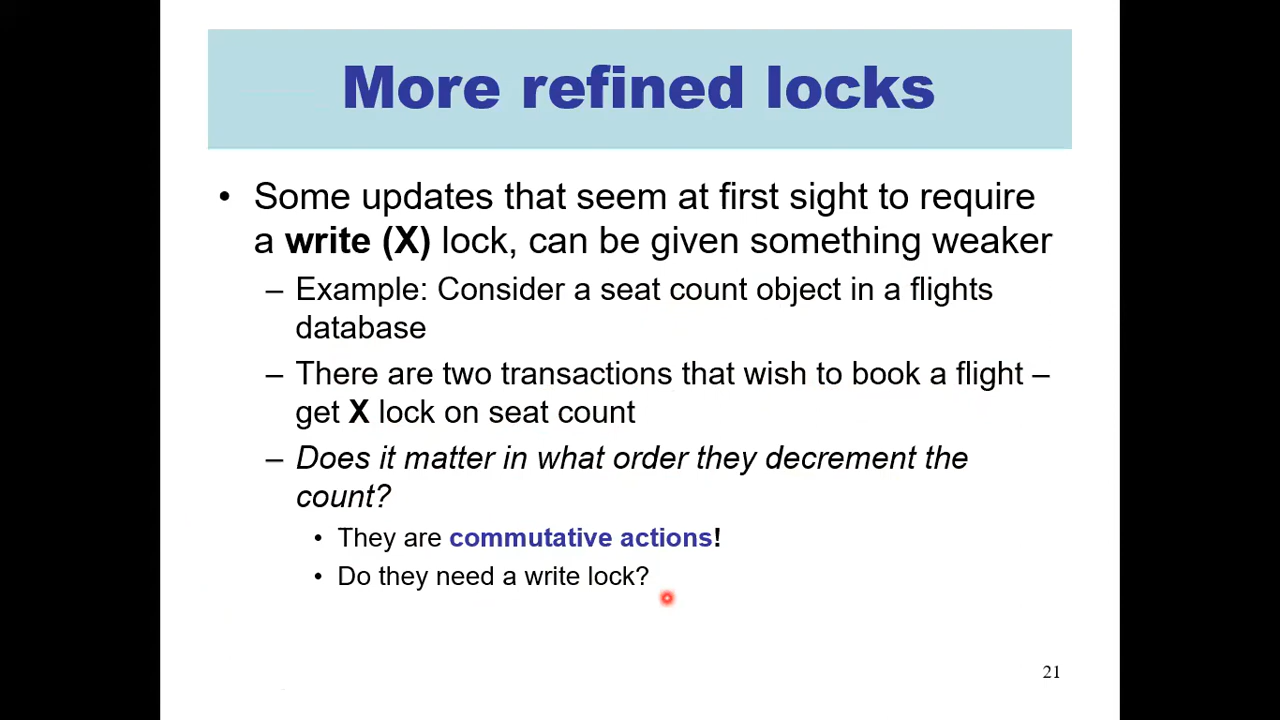 More refined locks
• Some updates that seem at first sight to require
a write (X) lock, can be given something weaker
– Example: Consider a seat count object in a flights
database
– There are two transactions that wish to book a flight –
get X lock on seat count
– Does it matter in what order they decrement the
count?
• They are commutative actions!
• Do they need a write lock?
21